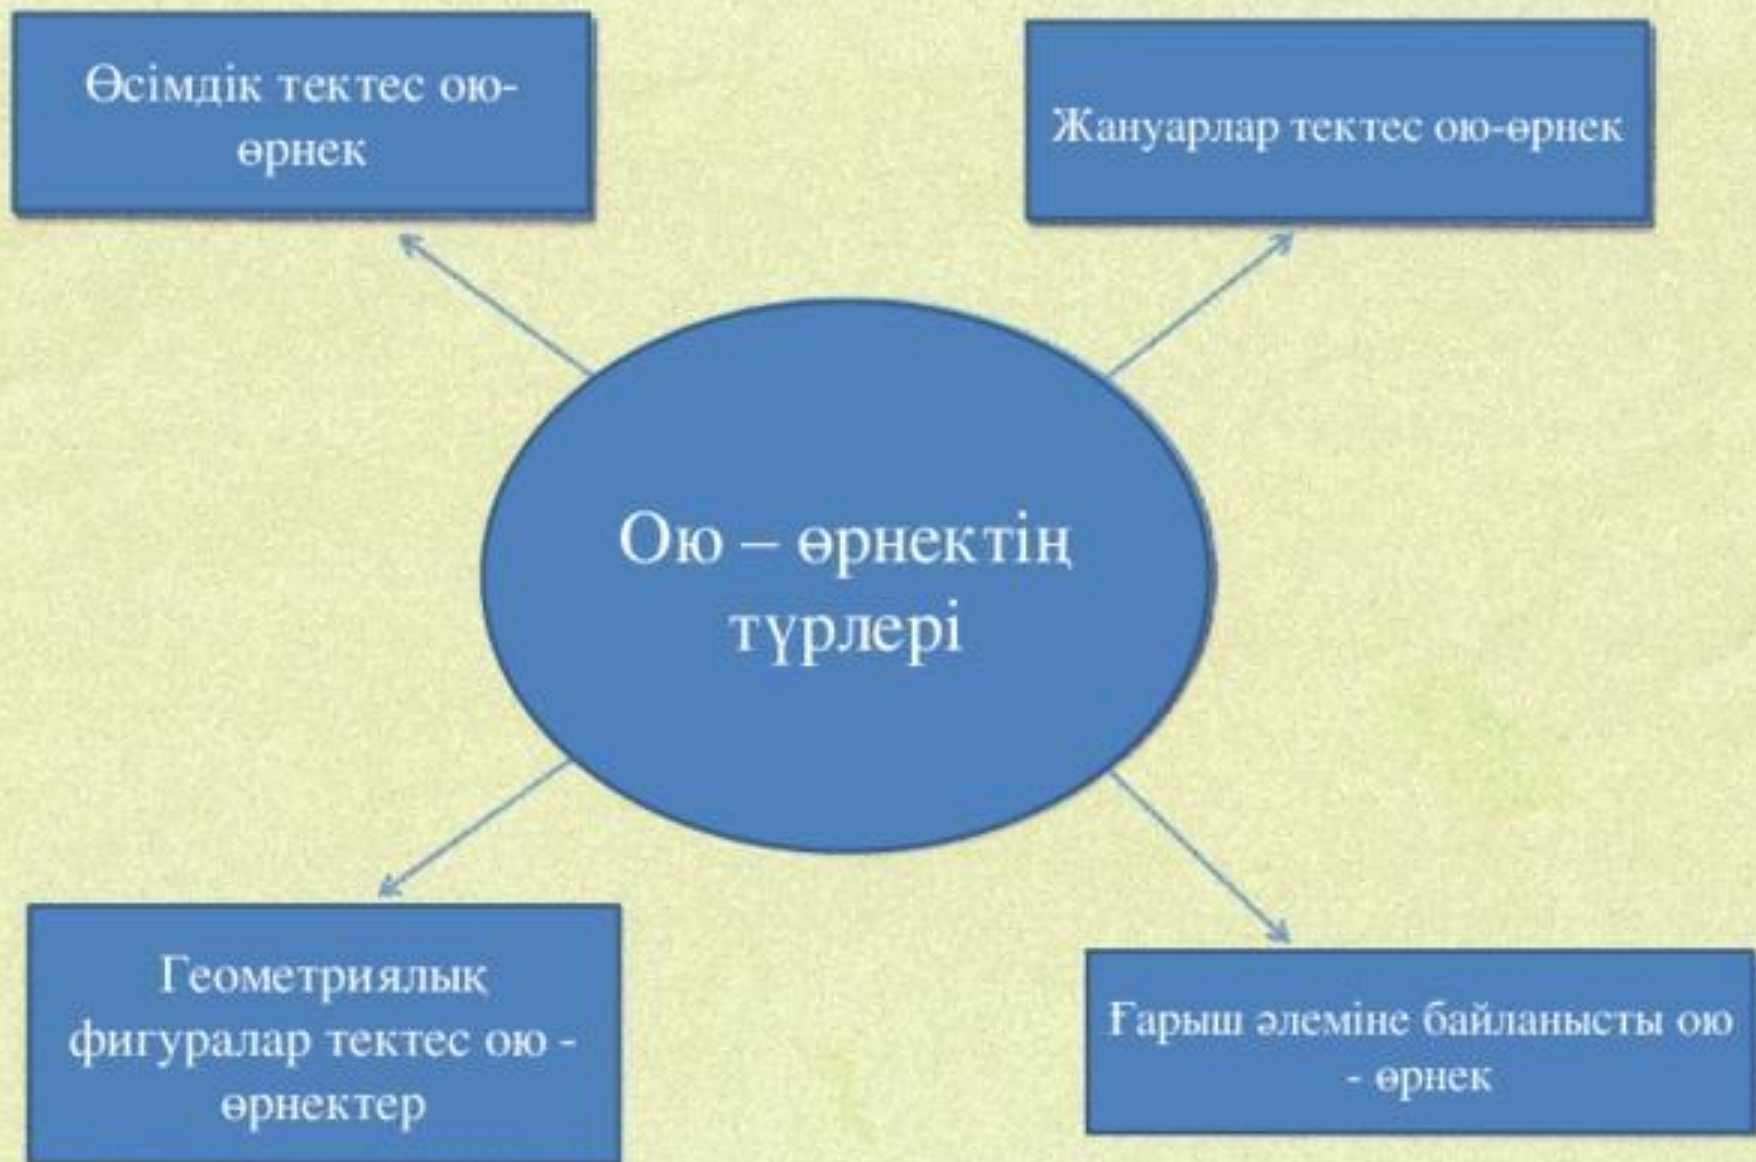 Өсімдік тектес ою-
өрнек
Жануарлар тектес ою-өрнек
Ою – өрнектің
түрлері
Геометриялық
фигуралар тектес ою -
өрнектер
Ғарыш әлеміне байланысты ою
- өрнек